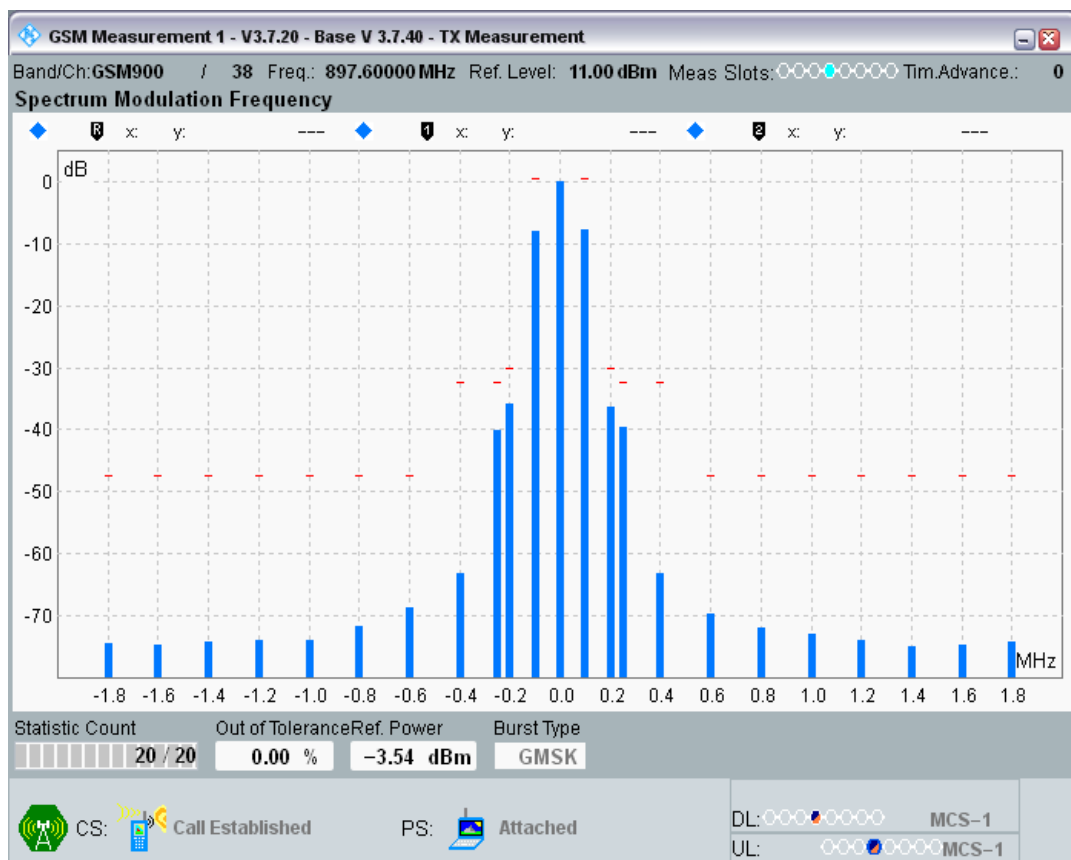 GSM Measurement 1 - V3.7.20 - Base V 3.7.40 - TX Measurement
Band/Ch:GSM900 / 38 Freq.: 897.60000 MHz Ref. Level: 11.00 dBm Meas Slots: Tim.Advance.: 0
Spectrum Modulation Frequency
R x: y: --- 1 x: y: --- 2 x: y: ---
dB
0
-10
-20
-30
-40
-50
-60
-70
MHz
-1.8 -1.6 -1.4 -1.2 -1.0 -0.8 -0.6 -0.4 -0.2 0.0 0.2 0.4 0.6 0.8 1.0 1.2 1.4 1.6 1.8
Statistic Count Out of Tolerance Ref. Power Burst Type
20 / 20 0.00 % −3.54 dBm GMSK
CS: Call Established PS: Attached DL: MCS−1
UL: MCS−1